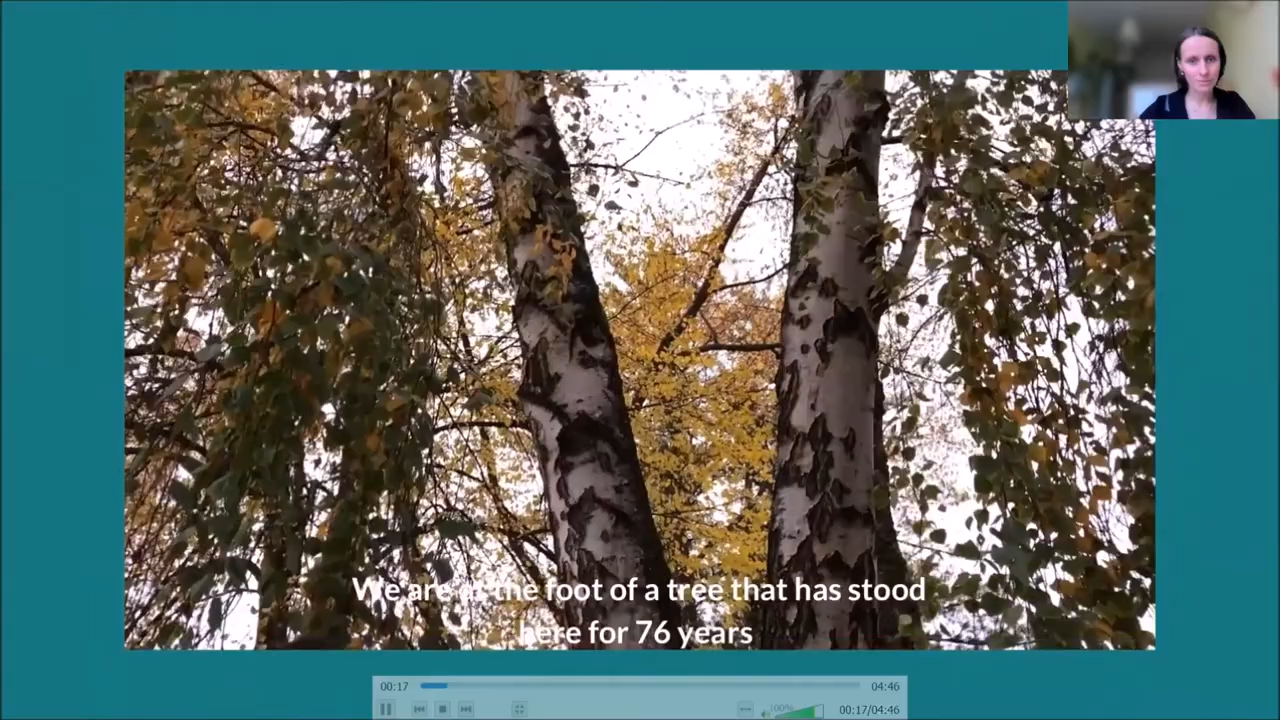 We are at the foot of a tree that has stood
here for 76 years
00:17
04:46
100%
00:17/04:46